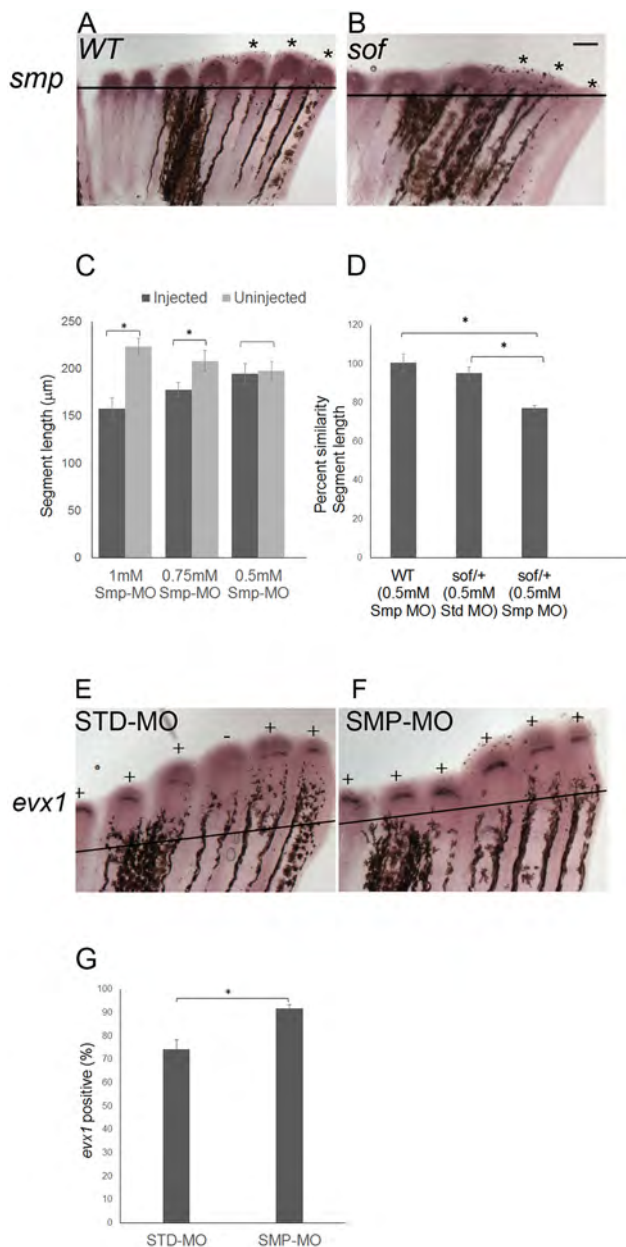 A
WT
* * *
smp
B
sof
* * *
C
Injected Uninjected
Segment length (μm)
250
200
150
100
50
0
*
*
1mM
Smp-MO
0.75mM
Smp-MO
0.5mM
Smp-MO
D
Percent similarity
Segment length
120
100
80
60
40
20
0
*
*
WT
(0.5mM
Smp MO)
sof/+
(0.5mM
Std MO)
sof/+
(0.5mM
Smp MO)
E
STD-MO
+ + + - + +
evx1
F
SMP-MO
+ + + + + +
G
evx1 positive (%)
100
90
80
70
60
50
40
30
20
10
0
*
STD-MO
SMP-MO